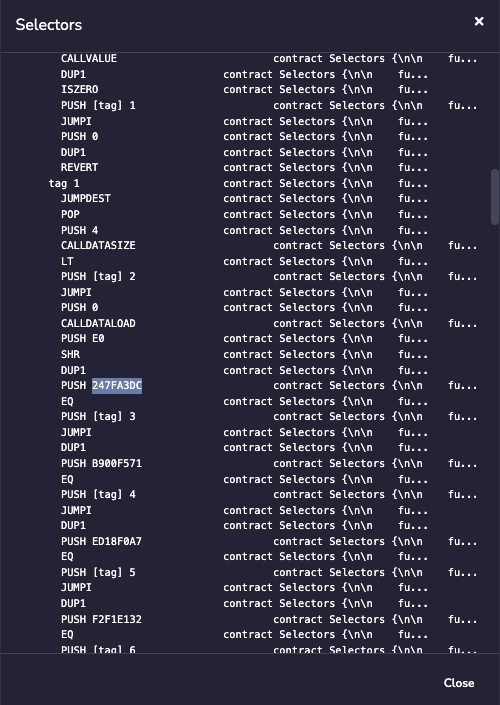 Selectors ×
CALLVALUE contract Selectors {\n\n fu...
DUP1 contract Selectors {\n\n fu...
ISZERO contract Selectors {\n\n fu...
PUSH [tag] 1 contract Selectors {\n\n fu...
JUMPI contract Selectors {\n\n fu...
PUSH 0 contract Selectors {\n\n fu...
DUP1 contract Selectors {\n\n fu...
REVERT contract Selectors {\n\n fu...
tag 1 contract Selectors {\n\n fu...
JUMPDEST contract Selectors {\n\n fu...
POP contract Selectors {\n\n fu...
PUSH 4 contract Selectors {\n\n fu...
CALLDATASIZE contract Selectors {\n\n fu...
LT contract Selectors {\n\n fu...
PUSH [tag] 2 contract Selectors {\n\n fu...
JUMPI contract Selectors {\n\n fu...
PUSH 0 contract Selectors {\n\n fu...
CALLDATALOAD contract Selectors {\n\n fu...
PUSH E0 contract Selectors {\n\n fu...
SHR contract Selectors {\n\n fu...
DUP1 contract Selectors {\n\n fu...
PUSH 247FA3DC contract Selectors {\n\n fu...
EQ contract Selectors {\n\n fu...
PUSH [tag] 3 contract Selectors {\n\n fu...
JUMPI contract Selectors {\n\n fu...
DUP1 contract Selectors {\n\n fu...
PUSH B900F571 contract Selectors {\n\n fu...
EQ contract Selectors {\n\n fu...
PUSH [tag] 4 contract Selectors {\n\n fu...
JUMPI contract Selectors {\n\n fu...
DUP1 contract Selectors {\n\n fu...
PUSH ED18F0A7 contract Selectors {\n\n fu...
EQ contract Selectors {\n\n fu...
PUSH [tag] 5 contract Selectors {\n\n fu...
JUMPI contract Selectors {\n\n fu...
DUP1 contract Selectors {\n\n fu...
PUSH F2F1E132 contract Selectors {\n\n fu...
EQ contract Selectors {\n\n fu...
PUSH [tag] 6 contract Selectors {\n\n fu...
Close